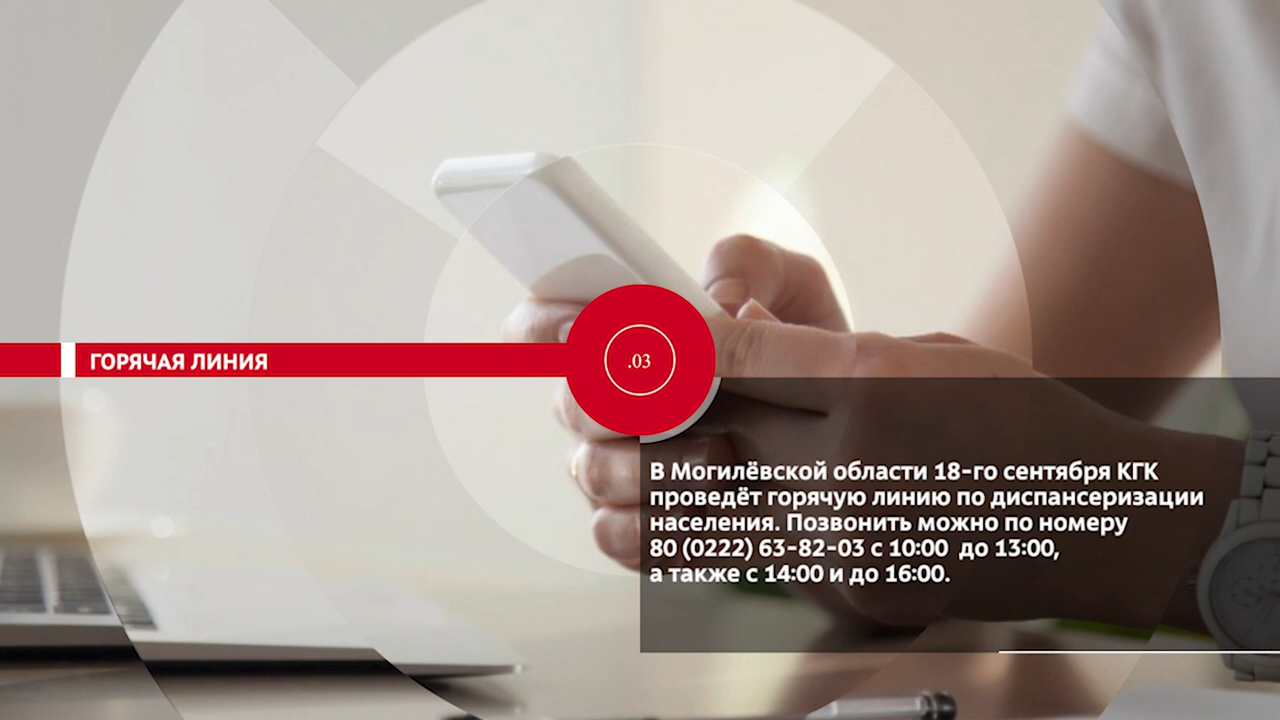 ГОРЯЧАЯ ЛИНИЯ
.03
В Могилёвской области 18-го сентября КГК
проведёт горячую линию по диспансеризации
населения. Позвонить можно по номеру
80 (0222) 63-82-03 с 10:00 до 13:00,
а также с 14:00 и до 16:00.